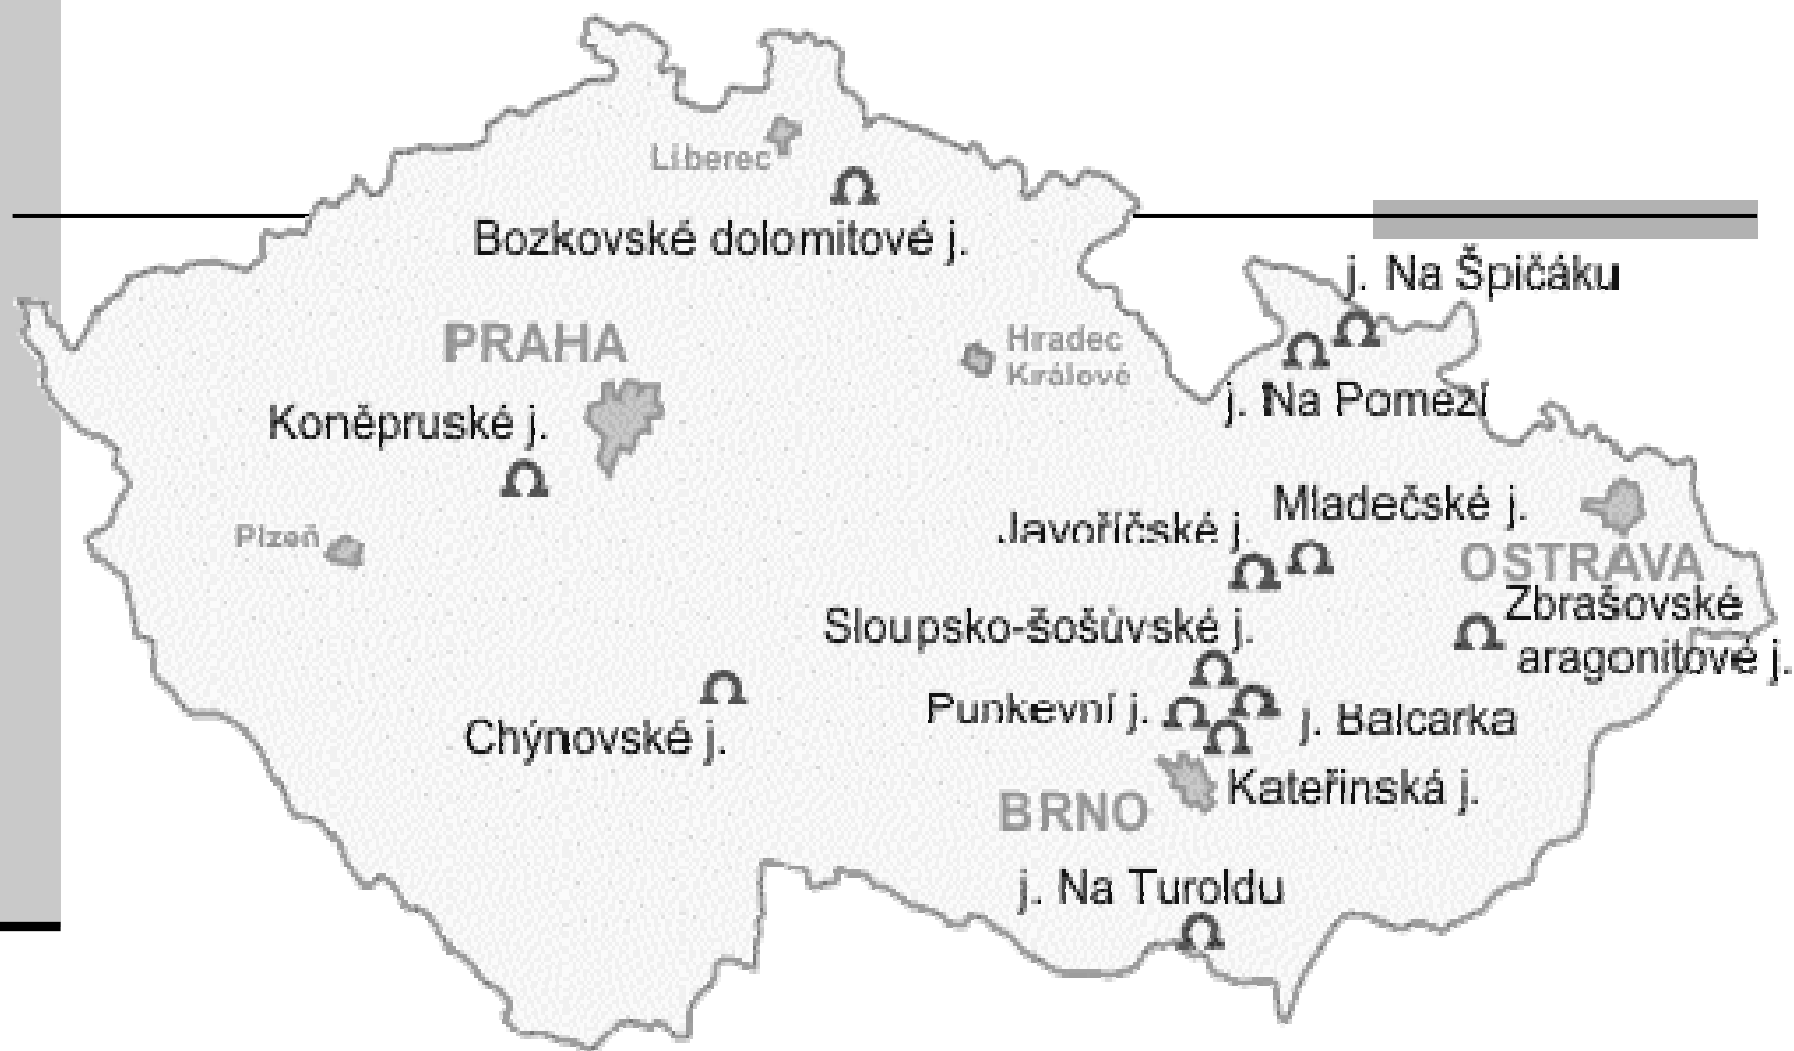 Liberec
Bozkovské dolomitové j.
j. Na Špičáku
PRAHA
Hradec
Králové
j. Na Pomezí
Koněpruské j.
Mladečské j.
Javoříčské j.
Plzeň
OSTRAVA
Zbrašovské
aragonitové j.
Sloupsko-šošůvské j.
Punkevní j.
j. Balcarka
Chýnovské j.
Kateřinská j.
BRNO
j. Na Turoldu